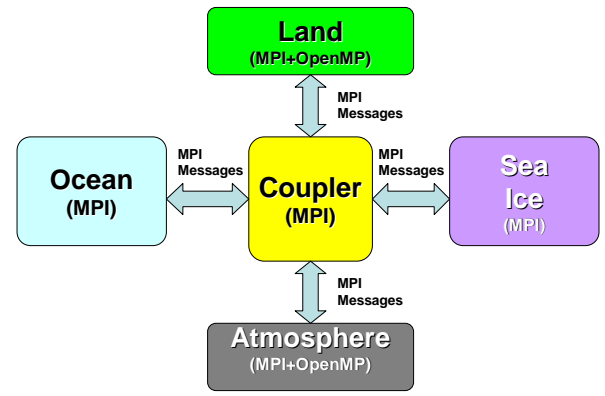 Land
(MPI+OpenMP)
MPI
Messages
Ocean
(MPI)
MPI
Messages
Coupler
(MPI)
MPI
Messages
Sea
Ice
(MPI)
MPI
Messages
Atmosphere
(MPI+OpenMP)